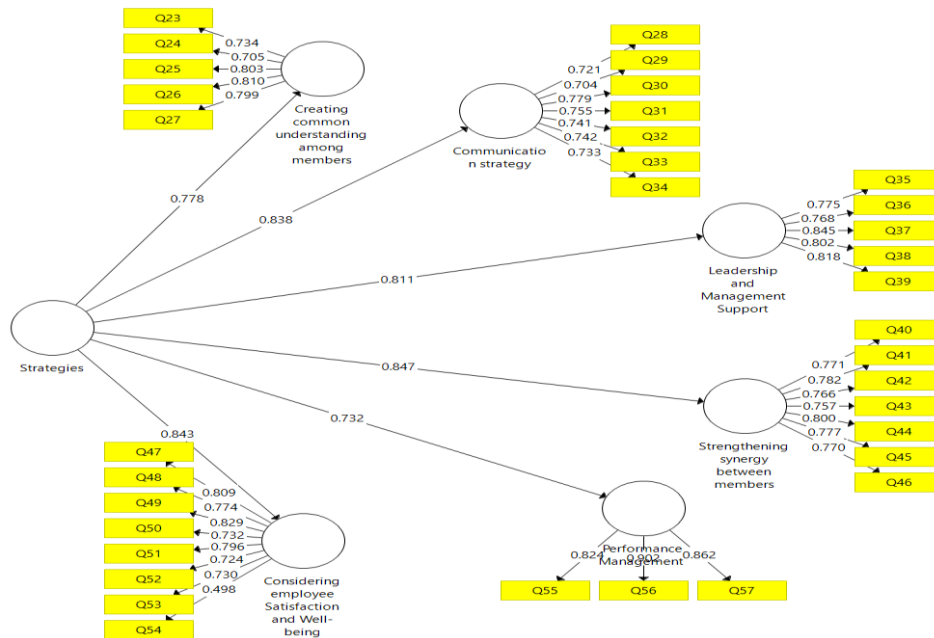 Q23
Q24
Q25
Q26
Q27
0.734
0.705
0.803
0.810
0.799
Creating
common
understanding
among
members
Q28
Q29
Q30
Q31
Q32
Q33
Q34
0.721
0.704
0.779
0.755
0.741
0.742
0.733
Communicatio
n strategy
0.778
0.838
Q35
Q36
Q37
Q38
Q39
0.775
0.768
0.845
0.802
0.818
Leadership
and
Management
Support
0.811
Strategies
0.847
0.732
0.843
Q40
Q41
Q42
Q43
Q44
Q45
Q46
0.771
0.782
0.766
0.757
0.800
0.777
0.770
Strengthening
synergy
between
members
Q47
Q48
Q49
Q50
Q51
Q52
Q53
Q54
0.809
0.774
0.829
0.732
0.796
0.724
0.730
0.498
Considering
employee
Satisfaction
and Well-
being
Performance
Management
0.824
0.902
0.862
Q55
Q56
Q57